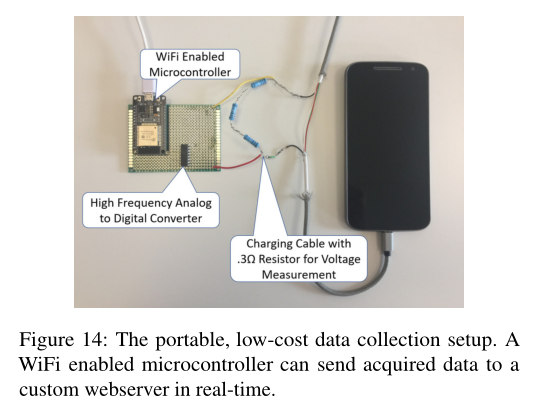 WiFi Enabled
Microcontroller
High Frequency Analog
to Digital Converter
Charging Cable with
.3Ω Resistor for Voltage
Measurement
Figure 14: The portable, low-cost data collection setup. A
WiFi enabled microcontroller can send acquired data to a
custom webserver in real-time.